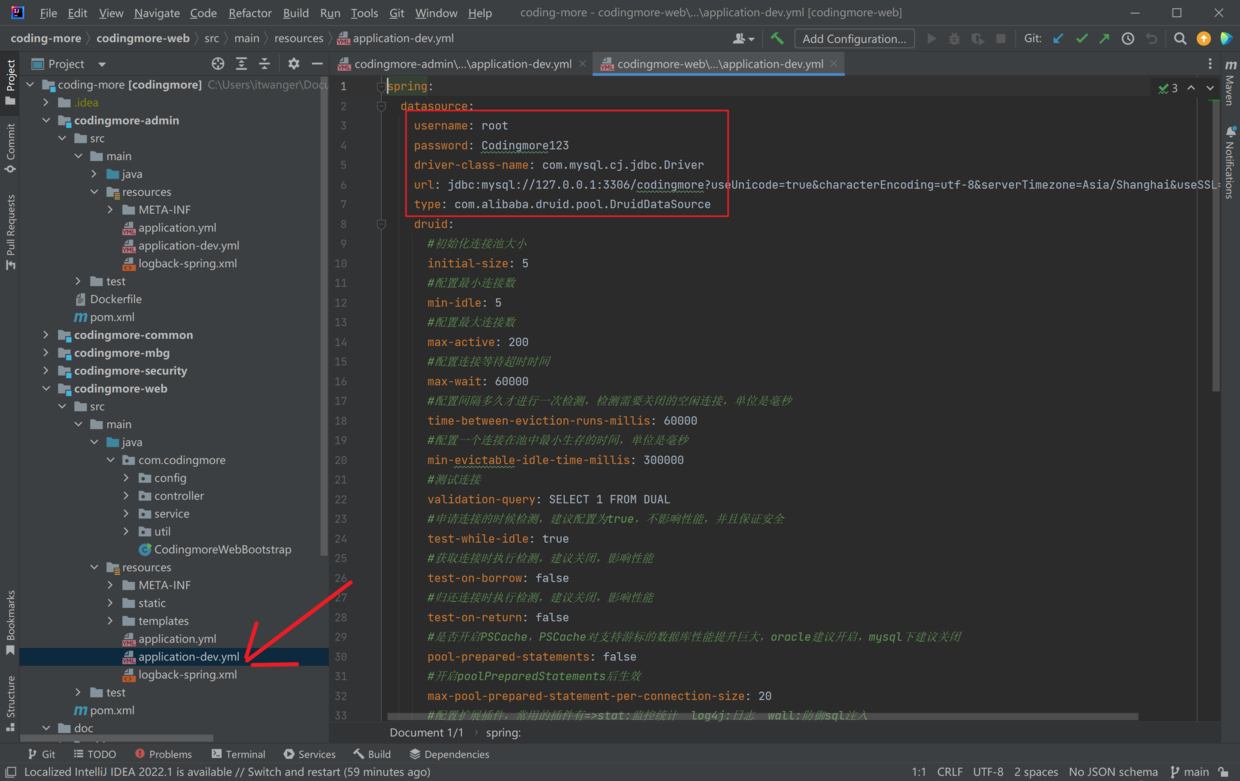 File Edit View Navigate Code Refactor Build Run Tools Git Window Help coding-more - codingmore-web\...\application-dev.yml [codingmore-web]
coding-more codingmore-web src main resources application-dev.yml Add Configuration... Git:
Project codingmore-admin\...\application-dev.yml codingmore-web\...\application-dev.yml
coding-more [codingmore] C:\Users\itwanger\Docu
.idea
codingmore-admin
src
main
java
resources
META-INF
application.yml
application-dev.yml
logback-spring.xml
test
Dockerfile
pom.xml
codingmore-common
codingmore-mbg
codingmore-security
codingmore-web
src
main
java
com.codingmore
config
controller
service
util
CodingmoreWebBootstrap
resources
META-INF
static
templates
application.yml
application-dev.yml
logback-spring.xml
test
pom.xml
doc
Project
Commit
Pull Requests
Bookmarks
Structure
1 spring:
2 datasource:
3 username: root
4 password: Codingmore123
5 driver-class-name: com.mysql.cj.jdbc.Driver
6 url: jdbc:mysql://127.0.0.1:3306/codingmore?useUnicode=true&characterEncoding=utf-8&serverTimezone=Asia/Shanghai&useSSL=
7 type: com.alibaba.druid.pool.DruidDataSource
8 druid:
9 #初始化连接池大小
10 initial-size: 5
11 #配置最小连接数
12 min-idle: 5
13 #配置最大连接数
14 max-active: 200
15 #配置连接等待超时时间
16 max-wait: 60000
17 #配置间隔多久才进行一次检测，检测需要关闭的空闲连接，单位是毫秒
18 time-between-eviction-runs-millis: 60000
19 #配置一个连接在池中最小生存的时间，单位是毫秒
20 min-evictable-idle-time-millis: 300000
21 #测试连接
22 validation-query: SELECT 1 FROM DUAL
23 #申请连接的时候检测，建议配置为true，不影响性能，并且保证安全
24 test-while-idle: true
25 #获取连接时执行检测，建议关闭，影响性能
26 test-on-borrow: false
27 #归还连接时执行检测，建议关闭，影响性能
28 test-on-return: false
29 #是否开启PSCache，PSCache对支持游标的数据库性能提升巨大，oracle建议开启，mysql下建议关闭
30 pool-prepared-statements: false
31 #开启poolPreparedStatements后生效
32 max-pool-prepared-statement-per-connection-size: 20
33 #配置扩展插件，常用的插件有=>stat:监控统计 log4j:日志 wall:防御sql注入
3
m
Maven
Notifications
Document 1/1 spring:
Git TODO Problems Terminal Services Build Dependencies
Localized IntelliJ IDEA 2022.1 is available // Switch and restart (59 minutes ago) 1:1 CRLF UTF-8 2 spaces No JSON schema main